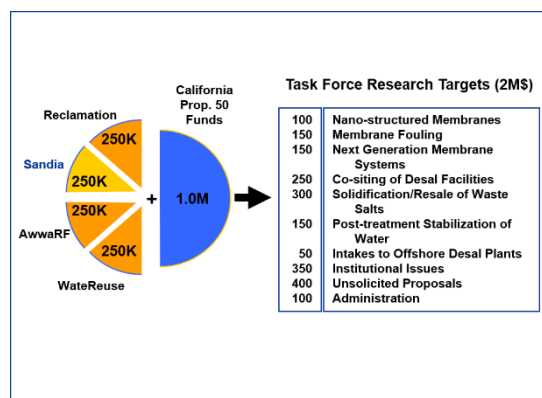 California
Prop. 50
Funds
Task Force Research Targets (2M$)
Reclamation
250K
Sandia
250K
250K
AwwaRF
250K
WateReuse
+
1.0M
100 Nano-structured Membranes
150 Membrane Fouling
150 Next Generation Membrane
Systems
250 Co-siting of Desal Facilities
300 Solidification/Resale of Waste
Salts
150 Post-treatment Stabilization of
Water
50 Intakes to Offshore Desal Plants
350 Institutional Issues
400 Unsolicited Proposals
100 Administration